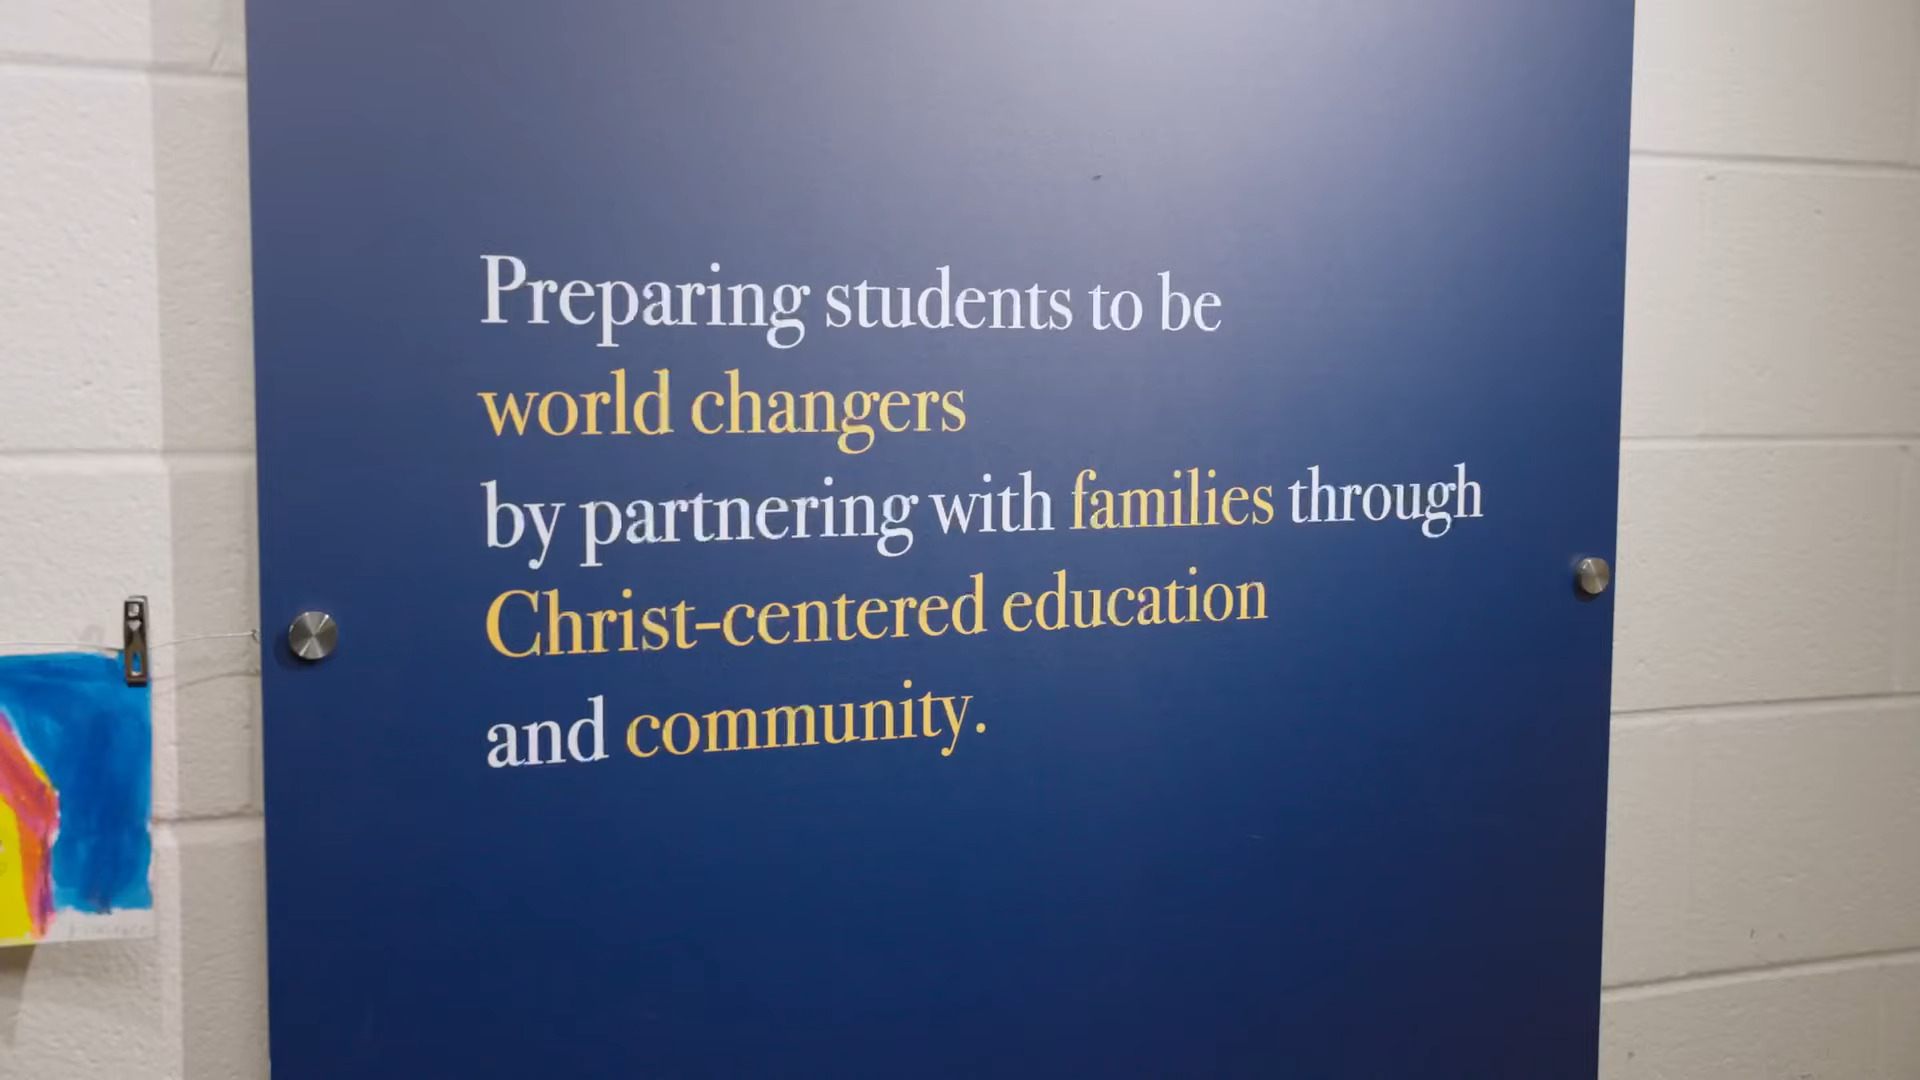 Preparing students to be
world changers
by partnering with families through
Christ-centered education
and community.